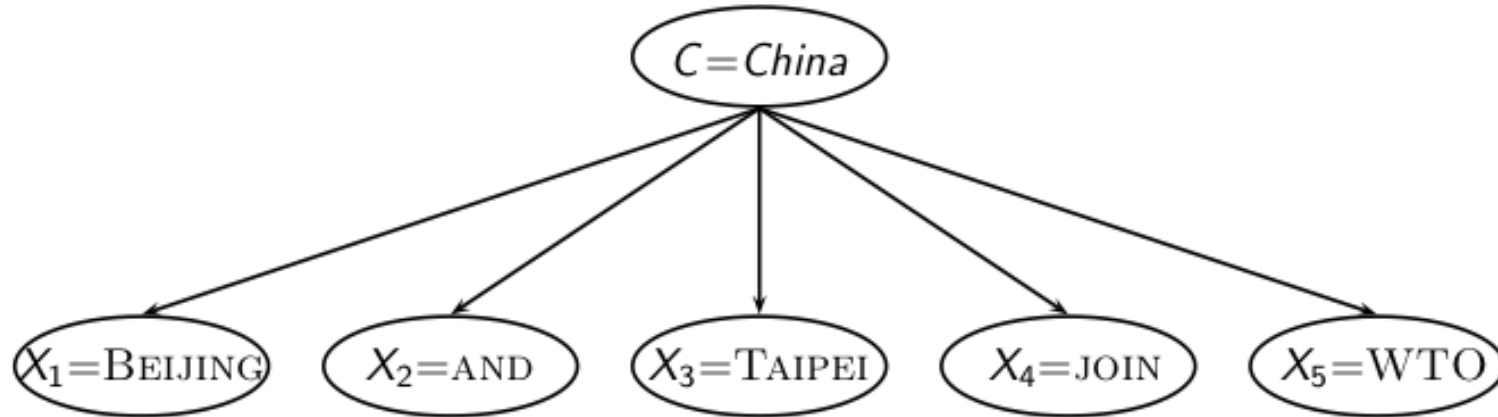 C=China
X₁=BEIJING
X₂=AND
X₃=TAIPEI
X₄=JOIN
X₅=WTO